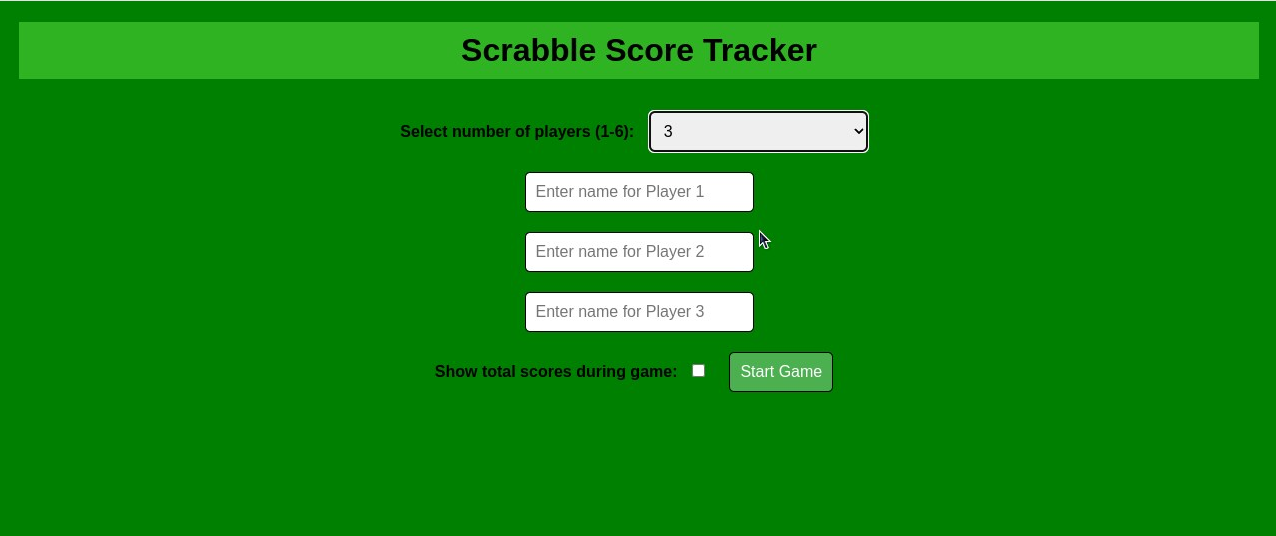 Scrabble Score Tracker
Select number of players (1-6): 3
Enter name for Player 1
Enter name for Player 2
Enter name for Player 3
Show total scores during game: Start Game